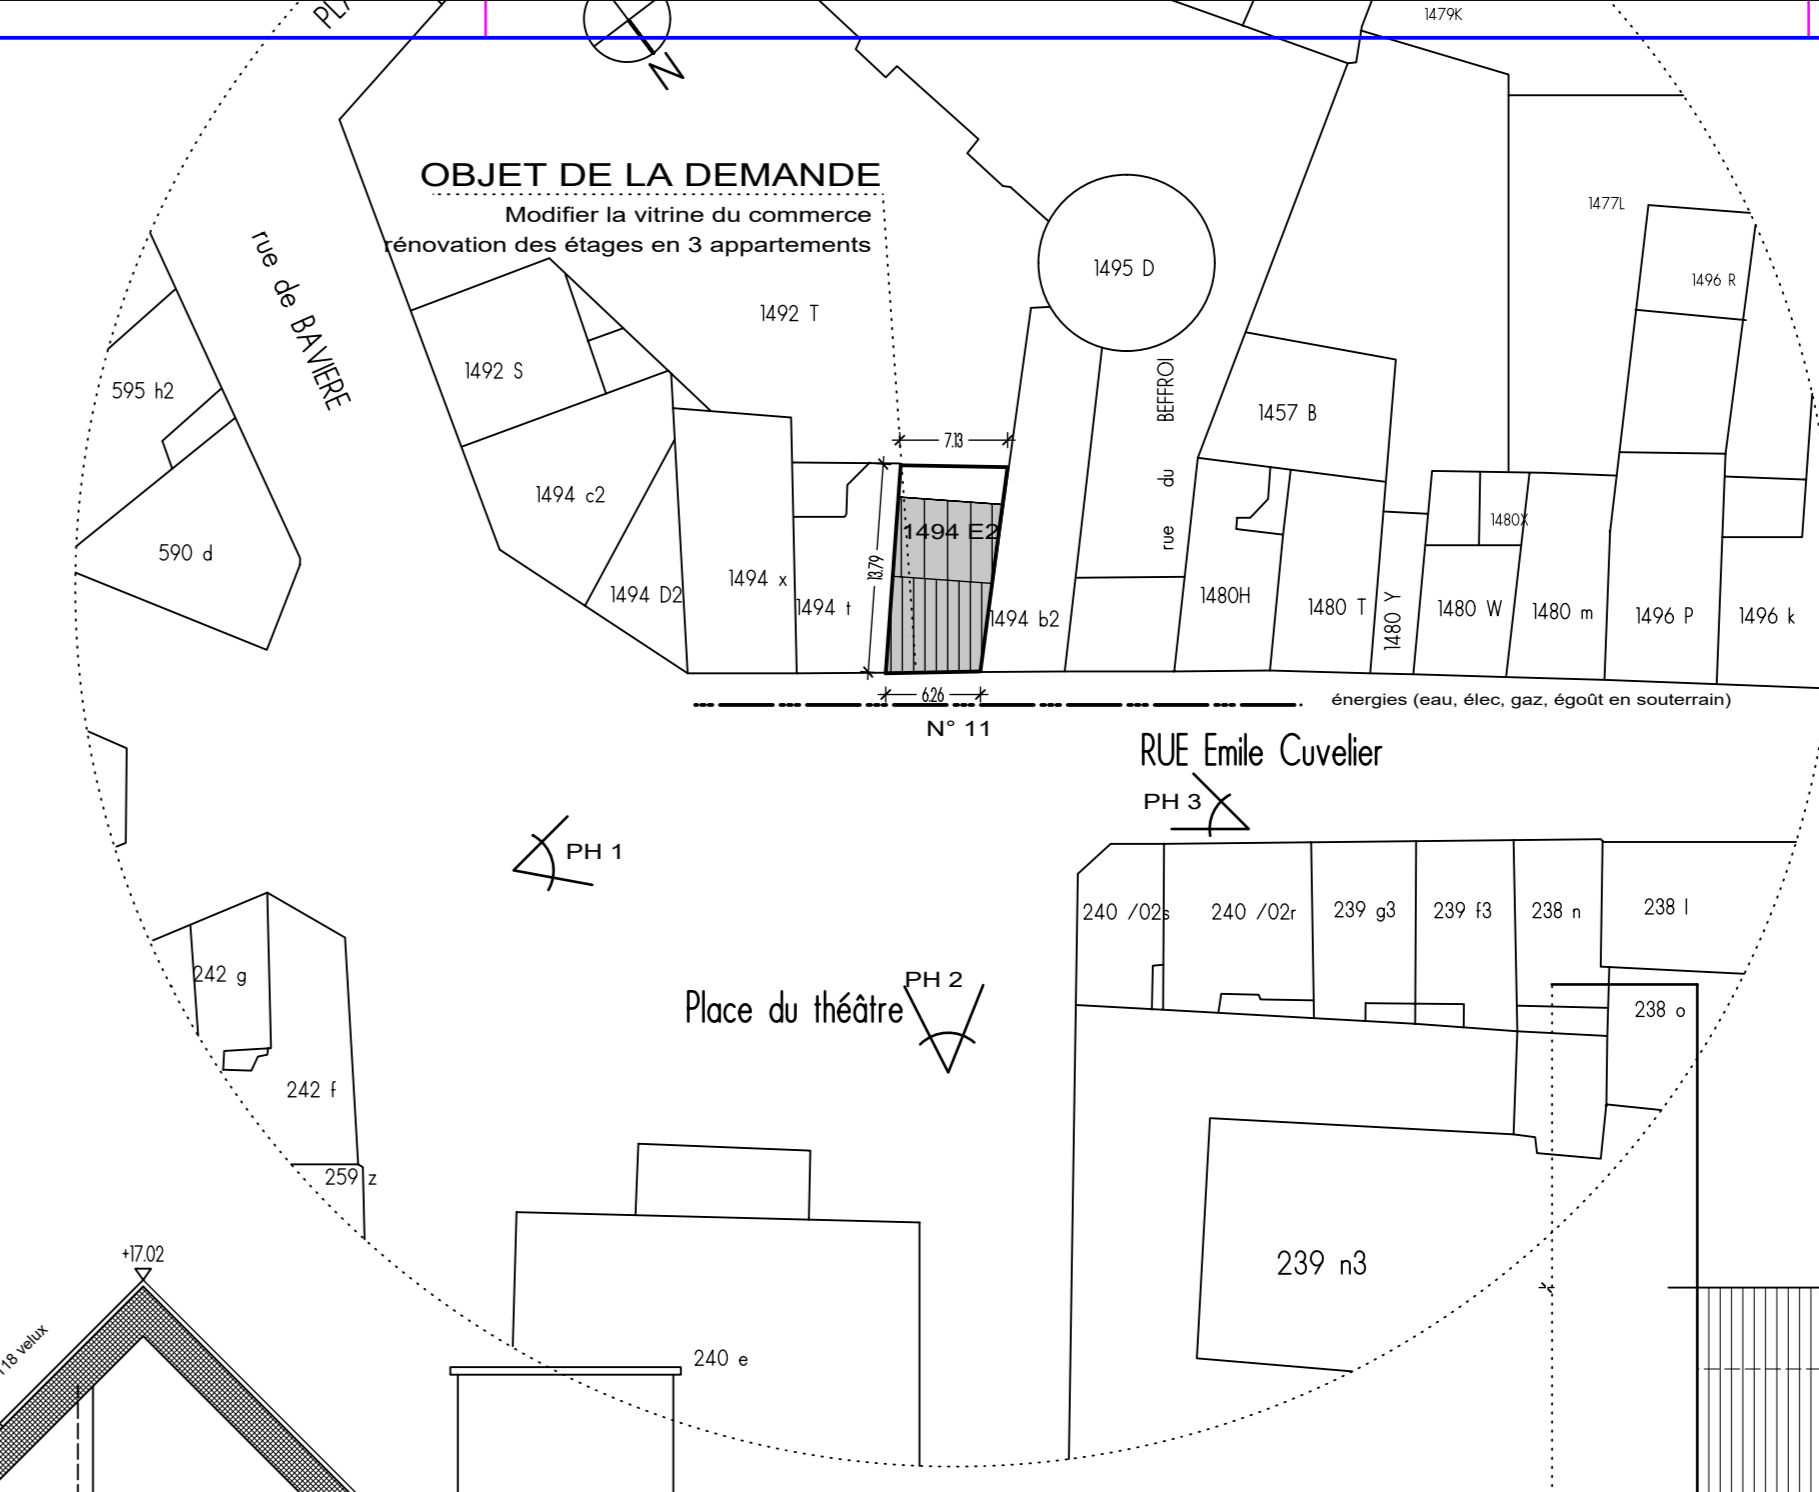 1479K
N
OBJET DE LA DEMANDE
Modifier la vitrine du commerce
rénovation des étages en 3 appartements
rue de BAVIERE
1477L
1495 D
1496 R
1492 T
1492 S
595 h2
rue du BEFFROI
1457 B
7.13
1494 c2
1494 E2
1480X
590 d
13.79
1494 x
1494 D2
1494 t
1494 b2
1480H
1480 T
1480 Y
1480 W
1480 m
1496 P
1496 k
6.26
énergies (eau, élec, gaz, égoût en souterrain)
N° 11
RUE Emile Cuvelier
PH 3
PH 1
240 /02s
240 /02r
239 g3
239 f3
238 n
238 l
242 g
PH 2
Place du théâtre
238 o
242 f
259 z
+17.02
239 n3
240 e
velux